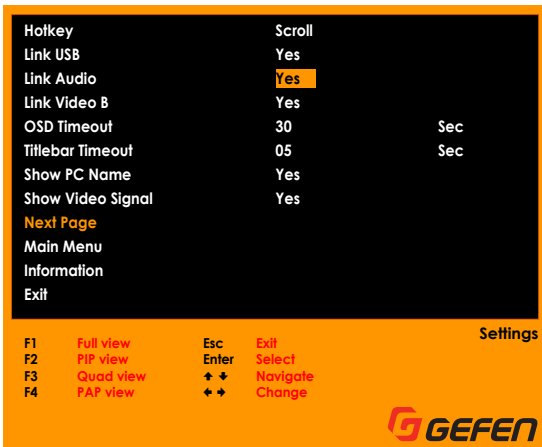 Hotkey Scroll
Link USB Yes
Link Audio Yes
Link Video B Yes
OSD Timeout 30 Sec
Titlebar Timeout 05 Sec
Show PC Name Yes
Show Video Signal Yes
Next Page
Main Menu
Information
Exit
Settings
F1 Full view Esc Exit
F2 PIP view Enter Select
F3 Quad view Navigate
F4 PAP view Change
GEFEN